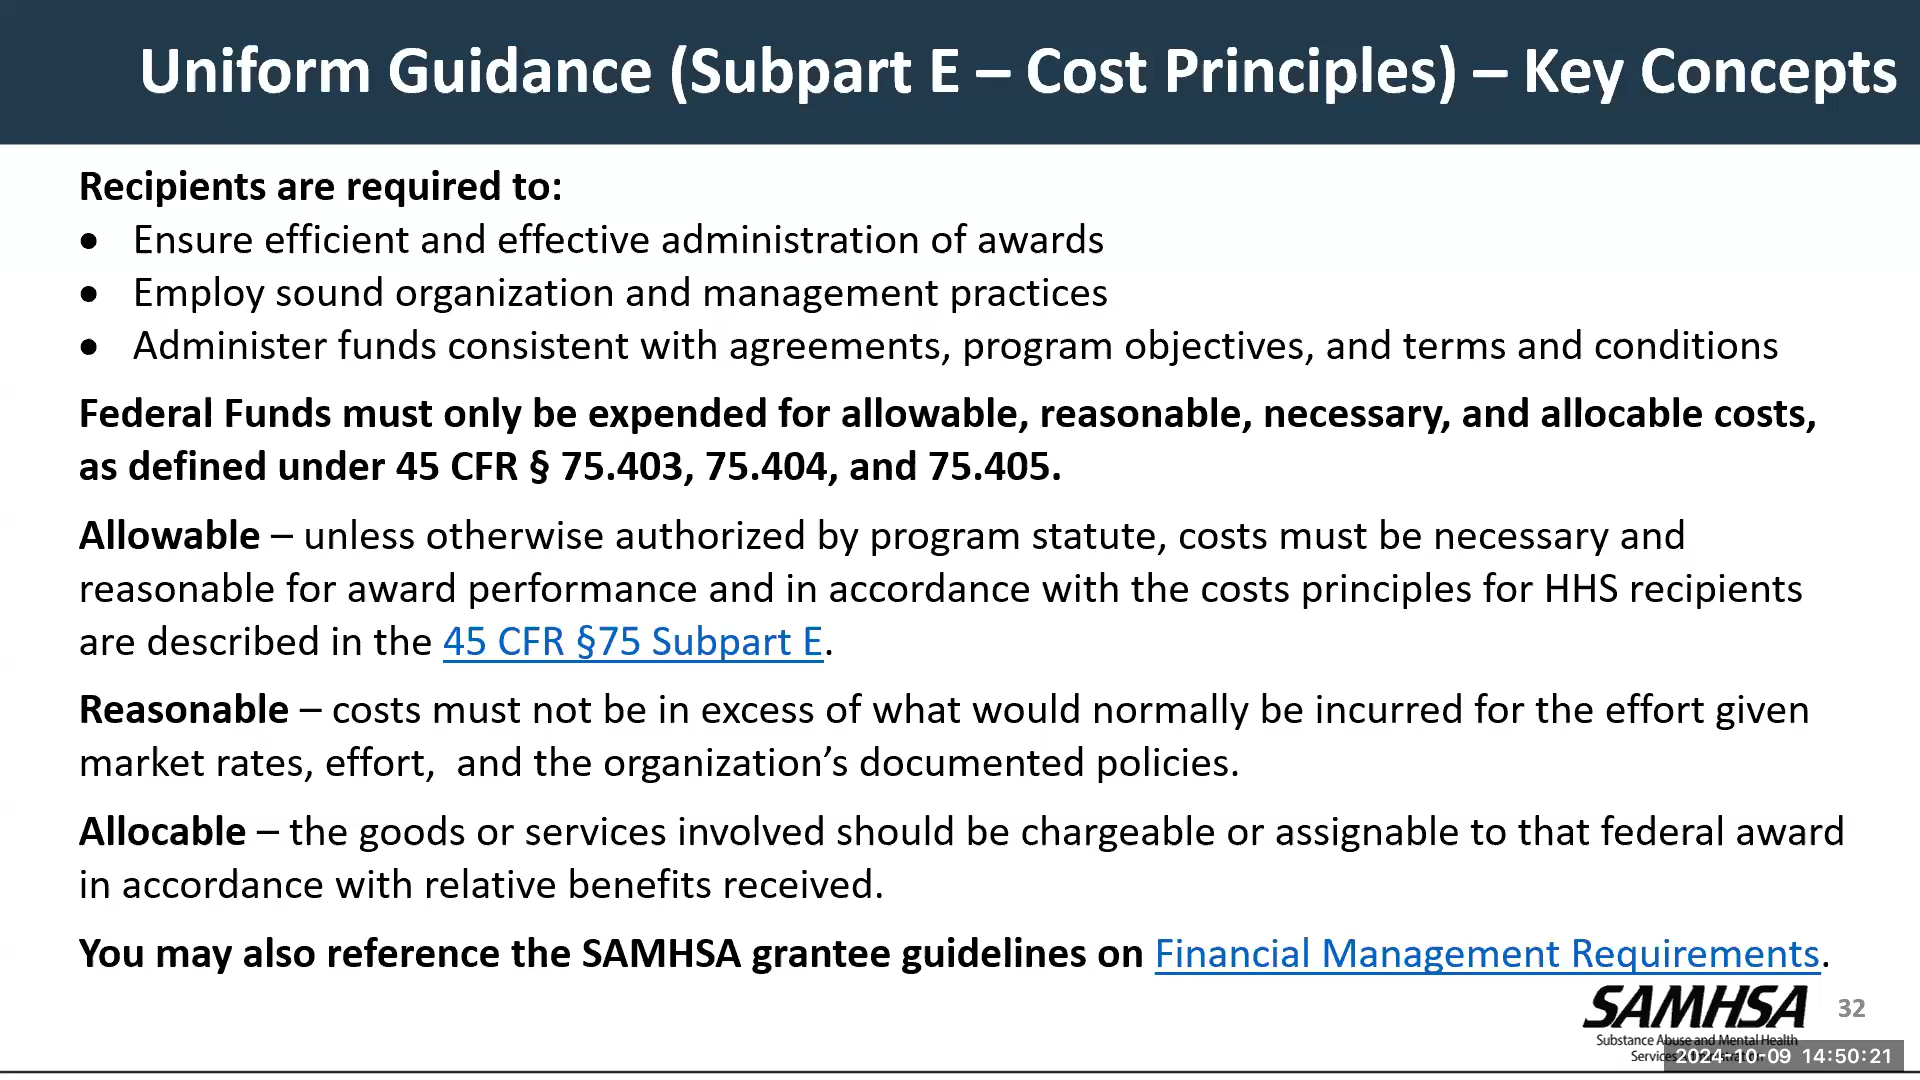 Uniform Guidance (Subpart E – Cost Principles) – Key Concepts
Recipients are required to:
• Ensure efficient and effective administration of awards
• Employ sound organization and management practices
• Administer funds consistent with agreements, program objectives, and terms and conditions
Federal Funds must only be expended for allowable, reasonable, necessary, and allocable costs,
as defined under 45 CFR § 75.403, 75.404, and 75.405.
Allowable – unless otherwise authorized by program statute, costs must be necessary and
reasonable for award performance and in accordance with the costs principles for HHS recipients
are described in the 45 CFR §75 Subpart E.
Reasonable – costs must not be in excess of what would normally be incurred for the effort given
market rates, effort,  and the organization’s documented policies.
Allocable – the goods or services involved should be chargeable or assignable to that federal award
in accordance with relative benefits received.
You may also reference the SAMHSA grantee guidelines on Financial Management Requirements.
SAMHSA
32
Substance Abuse and Mental Health
2024-10-09 14:50:21